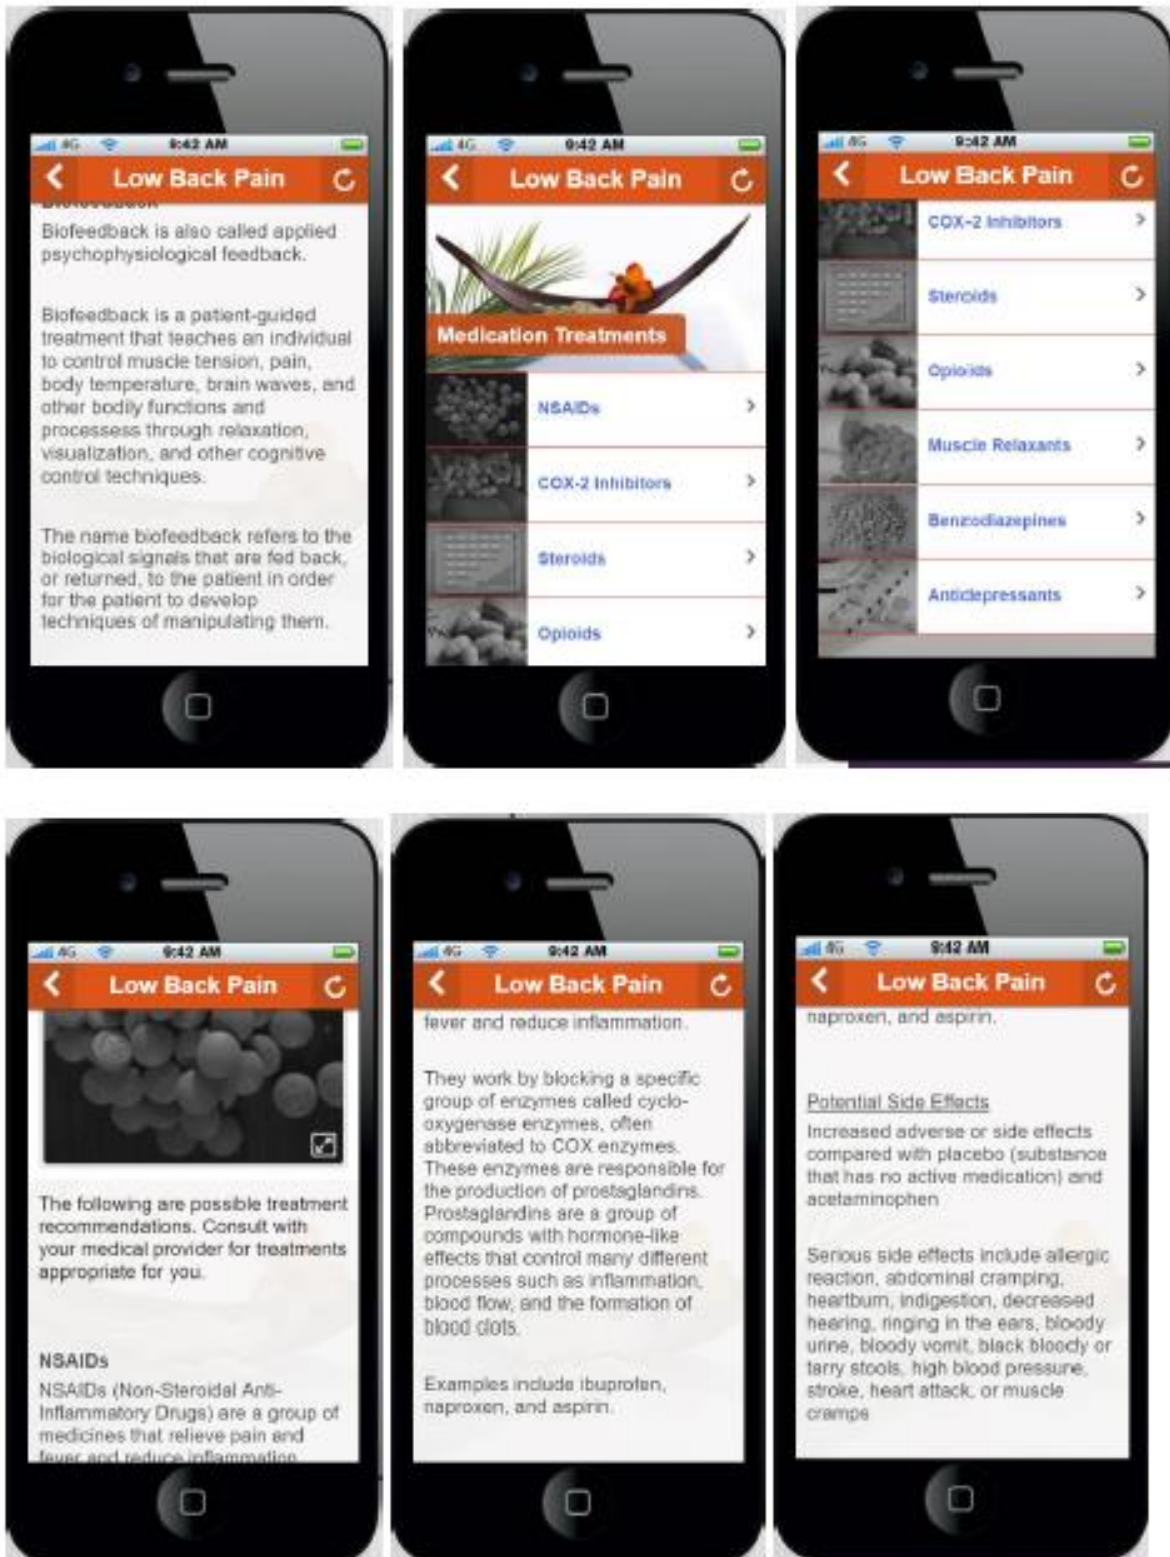 4G 9:42 AM
Low Back Pain
Biofeedback
Biofeedback is also called applied
psychophysiological feedback.
Biofeedback is a patient-guided
treatment that teaches an individual
to control muscle tension, pain,
body temperature, brain waves, and
other bodily functions and
processess through relaxation,
visualization, and other cognitive
control techniques.
The name biofeedback refers to the
biological signals that are fed back,
or returned, to the patient in order
for the patient to develop
techniques of manipulating them.
4G 9:42 AM
Low Back Pain
Medication Treatments
NSAIDs
COX-2 Inhibitors
Steroids
Opioids
4G 9:42 AM
Low Back Pain
COX-2 Inhibitors
Steroids
Opioids
Muscle Relaxants
Benzodiazepines
Antidepressants
4G 9:42 AM
Low Back Pain
The following are possible treatment
recommendations. Consult with
your medical provider for treatments
appropriate for you.
NSAIDs
NSAIDs (Non-Steroidal Anti-
Inflammatory Drugs) are a group of
medicines that relieve pain and
fever and reduce inflammation
4G 9:42 AM
Low Back Pain
fever and reduce inflammation.
They work by blocking a specific
group of enzymes called cyclo-
oxygenase enzymes, often
abbreviated to COX enzymes.
These enzymes are responsible for
the production of prostaglandins.
Prostaglandins are a group of
compounds with hormone-like
effects that control many different
processes such as inflammation,
blood flow, and the formation of
blood clots.
Examples include ibuprofen,
naproxen, and aspirin.
4G 9:42 AM
Low Back Pain
naproxen, and aspirin.
Potential Side Effects
Increased adverse or side effects
compared with placebo (substance
that has no active medication) and
acetaminophen
Serious side effects include allergic
reaction, abdominal cramping,
heartburn, indigestion, decreased
hearing, ringing in the ears, bloody
urine, bloody vomit, black bloody or
tarry stools, high blood pressure,
stroke, heart attack, or muscle
cramps